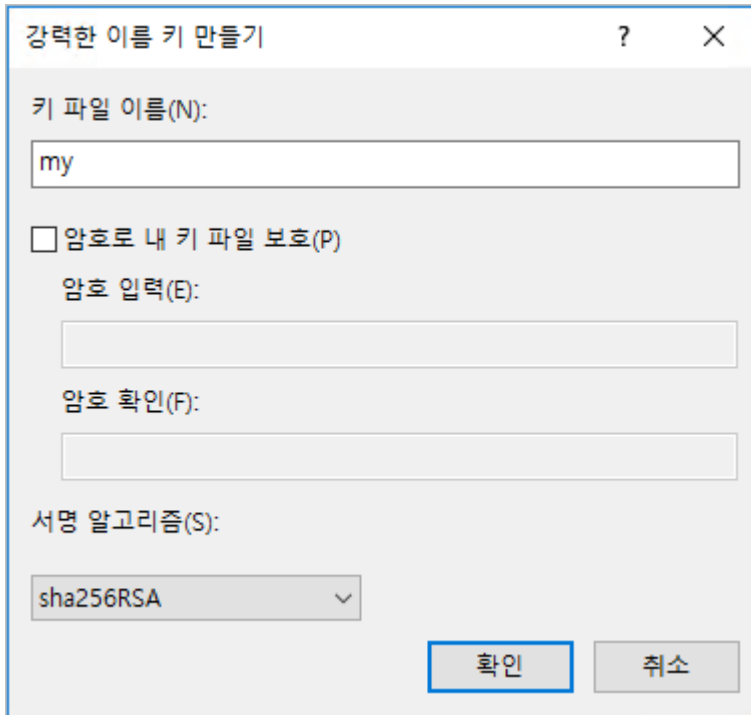 강력한 이름 키 만들기
키 파일 이름(N):
my
암호로 내 키 파일 보호(P)
암호 입력(E):
암호 확인(F):
서명 알고리즘(S):
sha256RSA
확인 취소